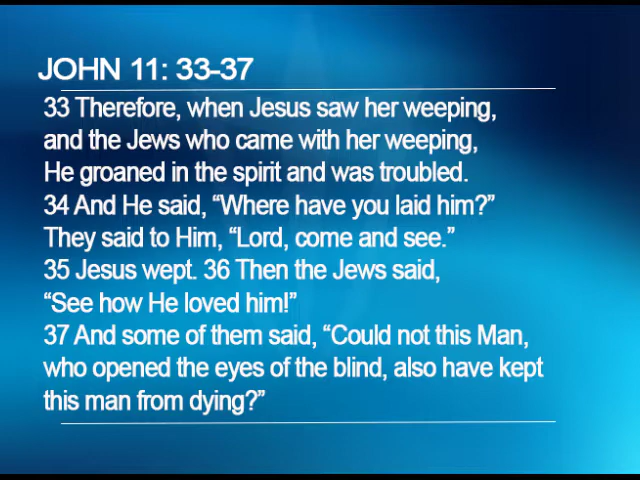 JOHN 11: 33-37
33 Therefore, when Jesus saw her weeping,
and the Jews who came with her weeping,
He groaned in the spirit and was troubled.
34 And He said, “Where have you laid him?”
They said to Him, “Lord, come and see.”
35 Jesus wept. 36 Then the Jews said,
“See how He loved him!”
37 And some of them said, “Could not this Man,
who opened the eyes of the blind, also have kept
this man from dying?”